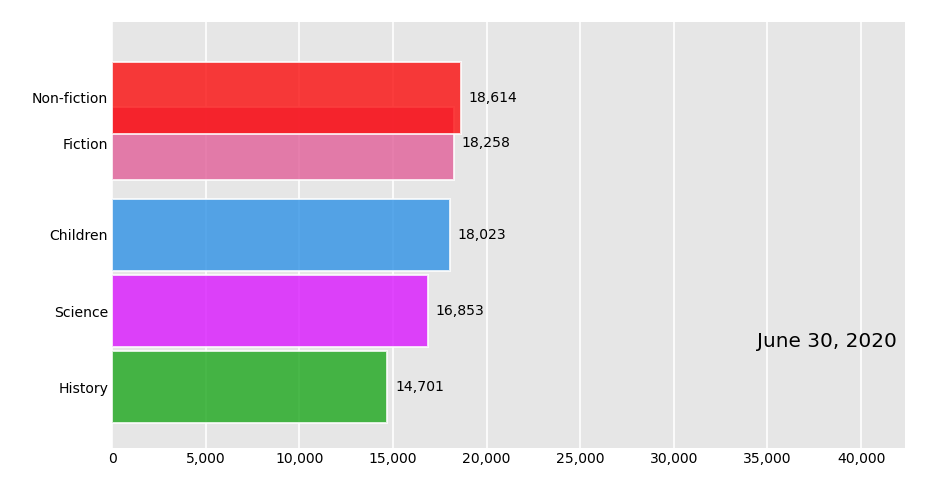 Non-fiction 18,614
Fiction 18,258
Children 18,023
Science 16,853
June 30, 2020
History 14,701
0 5,000 10,000 15,000 20,000 25,000 30,000 35,000 40,000